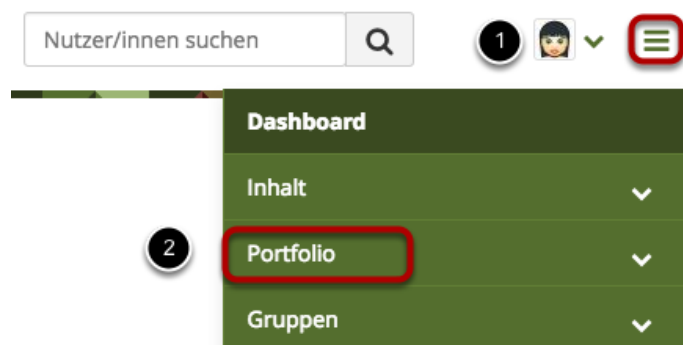 Nutzer/innen suchen
1
Dashboard
Inhalt
2
Portfolio
Gruppen